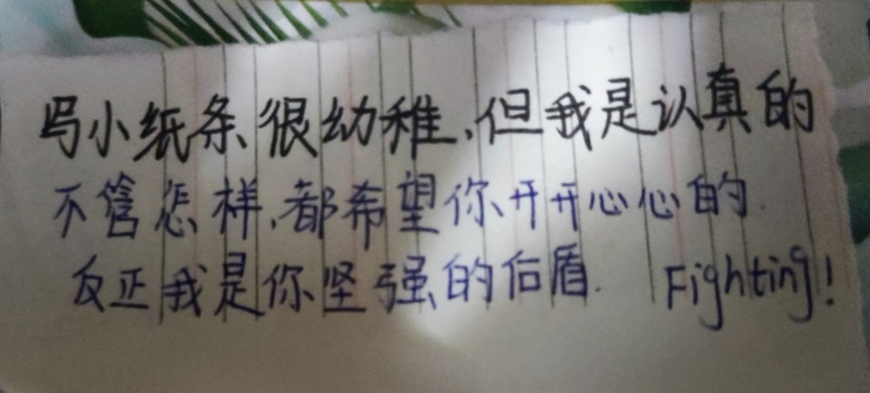 写小纸条很幼稚,但我是认真的
不管怎样,都希望你开开心心的.
反正我是你坚强的后盾. Fighting!